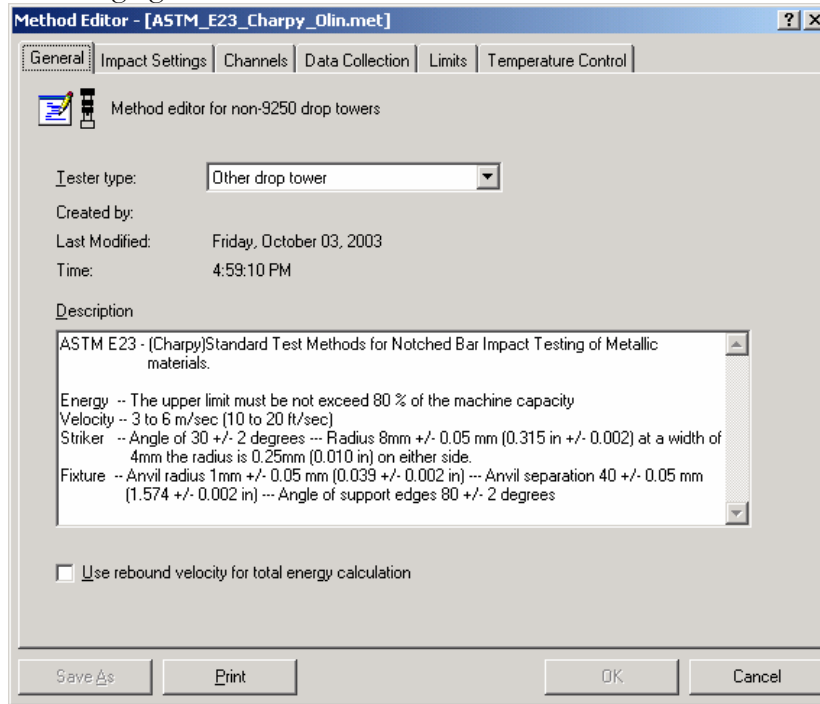 Method Editor - [ASTM_E23_Charpy_Olin.met]
General Impact Settings Channels Data Collection Limits Temperature Control
Method editor for non-9250 drop towers
Tester type: Other drop tower
Created by:
Last Modified: Friday, October 03, 2003
Time: 4:59:10 PM
Description
ASTM E23 - (Charpy)Standard Test Methods for Notched Bar Impact Testing of Metallic
materials.
Energy -- The upper limit must be not exceed 80 % of the machine capacity
Velocity -- 3 to 6 m/sec (10 to 20 ft/sec)
Striker -- Angle of 30 +/- 2 degrees --- Radius 8mm +/- 0.05 mm (0.315 in +/- 0.002) at a width of
4mm the radius is 0.25mm (0.010 in) on either side.
Fixture -- Anvil radius 1mm +/- 0.05 mm (0.039 +/- 0.002 in) --- Anvil separation 40 +/- 0.05 mm
(1.574 +/- 0.002 in) --- Angle of support edges 80 +/- 2 degrees
Use rebound velocity for total energy calculation
Save As Print OK Cancel